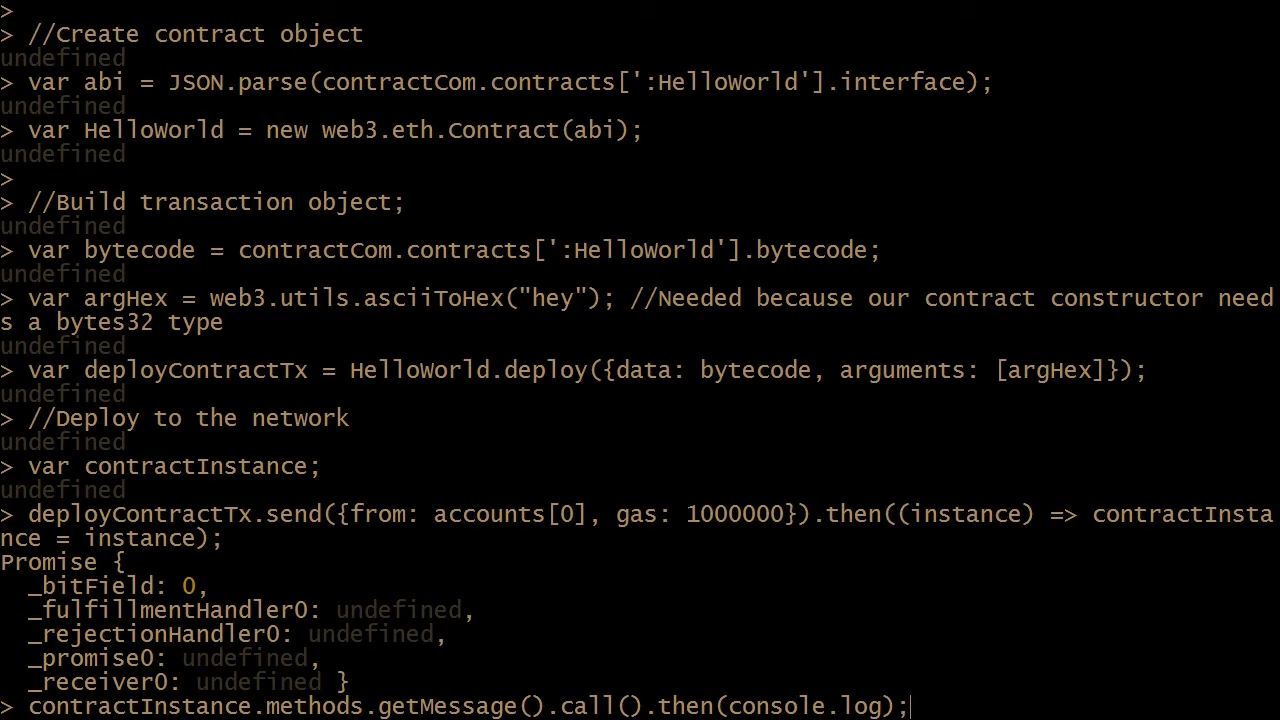 >
> //Create contract object
undefined
> var abi = JSON.parse(contractCom.contracts[':HelloWorld'].interface);
undefined
> var HelloWorld = new web3.eth.Contract(abi);
undefined
>
> //Build transaction object;
undefined
> var bytecode = contractCom.contracts[':HelloWorld'].bytecode;
undefined
> var argHex = web3.utils.asciiToHex("hey"); //Needed because our contract constructor need
s a bytes32 type
undefined
> var deployContractTx = HelloWorld.deploy({data: bytecode, arguments: [argHex]});
undefined
> //Deploy to the network
undefined
> var contractInstance;
undefined
> deployContractTx.send({from: accounts[0], gas: 1000000}).then((instance) => contractInsta
nce = instance);
Promise {
  _bitField: 0,
  _fulfillmentHandler0: undefined,
  _rejectionHandler0: undefined,
  _promise0: undefined,
  _receiver0: undefined }
> contractInstance.methods.getMessage().call().then(console.log);